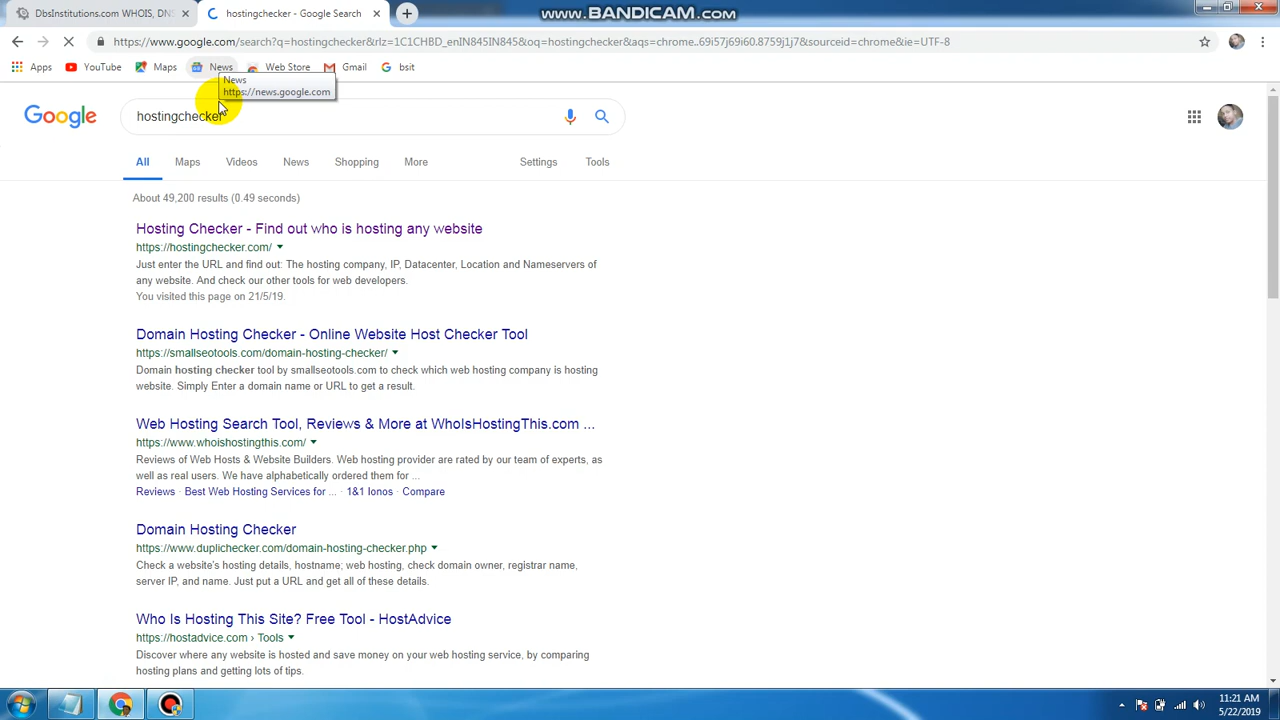 www.BANDICAM.com
DbsInstitutions.com WHOIS, DNS
hostingchecker - Google Search
https://www.google.com/search?q=hostingchecker&rlz=1C1CHBD_enIN845IN845&oq=hostingchecker&aqs=chrome..69i57j69i60.8759j1j7&sourceid=chrome&ie=UTF-8
Apps YouTube Maps News Web Store Gmail bsit
News
https://news.google.com
Google hostingchecker
All Maps Videos News Shopping More Settings Tools
About 49,200 results (0.49 seconds)
Hosting Checker - Find out who is hosting any website
https://hostingchecker.com/
Just enter the URL and find out: The hosting company, IP, Datacenter, Location and Nameservers of
any website. And check our other tools for web developers.
You visited this page on 21/5/19.
Domain Hosting Checker - Online Website Host Checker Tool
https://smallseotools.com/domain-hosting-checker/
Domain hosting checker tool by smallseotools.com to check which web hosting company is hosting
website. Simply Enter a domain name or URL to get a result.
Web Hosting Search Tool, Reviews & More at WhoIsHostingThis.com ...
https://www.whoishostingthis.com/
Reviews of Web Hosts & Website Builders. Web hosting provider are rated by our team of experts, as
well as real users. We have alphabetically ordered them for ...
Reviews · Best Web Hosting Services for ... · 1&1 Ionos · Compare
Domain Hosting Checker
https://www.duplichecker.com/domain-hosting-checker.php
Check a website's hosting details, hostname, web hosting, check domain owner, registrar name,
server IP, and name. Just put a URL and get all of these details.
Who Is Hosting This Site? Free Tool - HostAdvice
https://hostadvice.com › Tools
Discover where any website is hosted and save money on your web hosting service, by comparing
hosting plans and getting lots of tips.
11:21 AM
5/22/2019